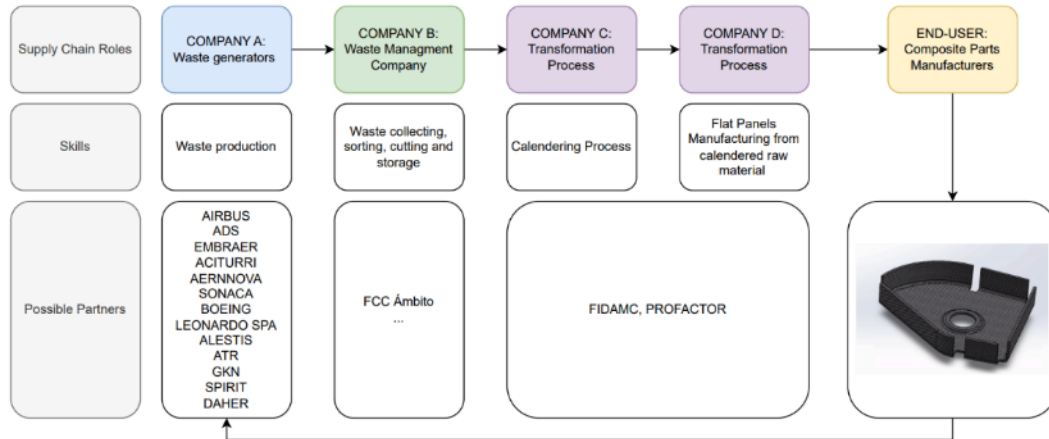 Supply Chain Roles
COMPANY A:
Waste generators
COMPANY B:
Waste Managment
Company
COMPANY C:
Transformation
Process
COMPANY D:
Transformation
Process
END-USER:
Composite Parts
Manufacturers
Skills
Waste production
Waste collecting,
sorting, cutting and
storage
Calendering Process
Flat Panels
Manufacturing from
calendered raw
material
Possible Partners
AIRBUS
ADS
EMBRAER
ACITURRI
AERNNOVA
SONACA
BOEING
LEONARDO SPA
ALESTIS
ATR
GKN
SPIRIT
DAHER
FCC Ámbito
...
FIDAMC, PROFACTOR